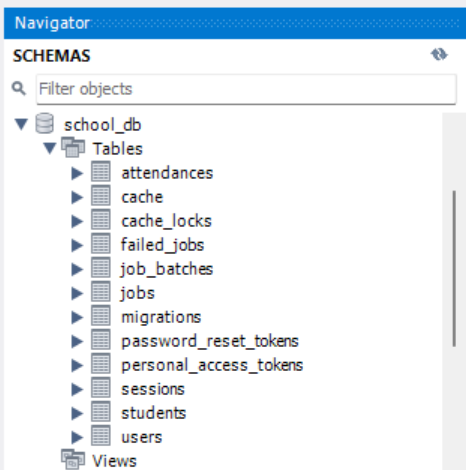 Navigator
SCHEMAS
Filter objects
school_db
Tables
attendances
cache
cache_locks
failed_jobs
job_batches
jobs
migrations
password_reset_tokens
personal_access_tokens
sessions
students
users
Views